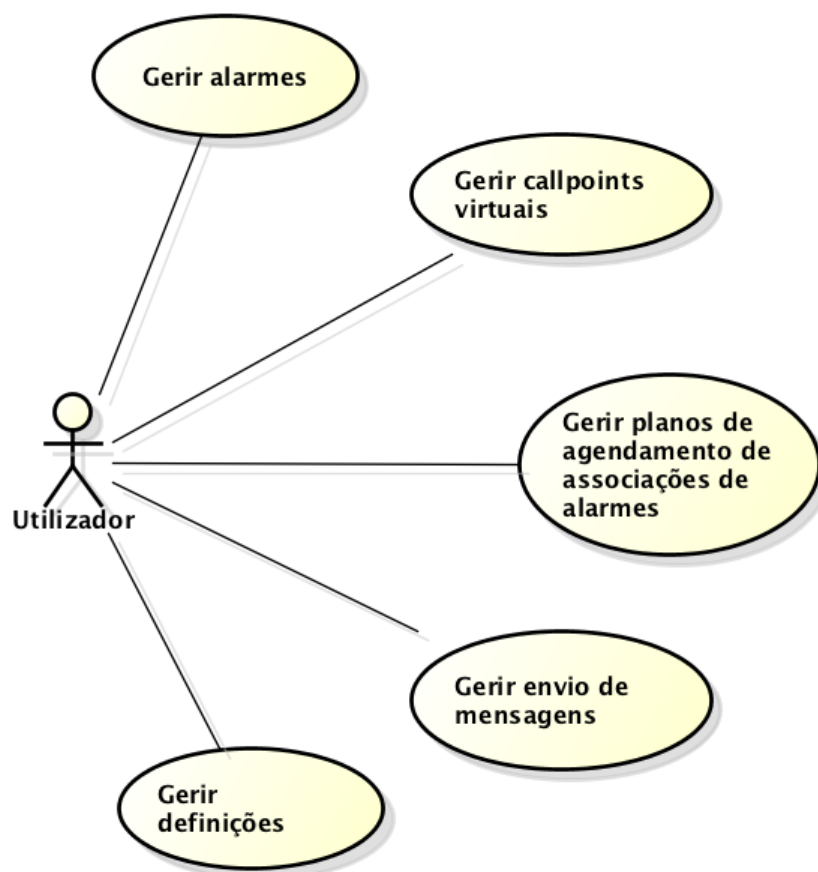 Gerir alarmes
Gerir callpoints
virtuais
Gerir planos de
agendamento de
associações de
alarmes
Utilizador
Gerir envio de
mensagens
Gerir
definições